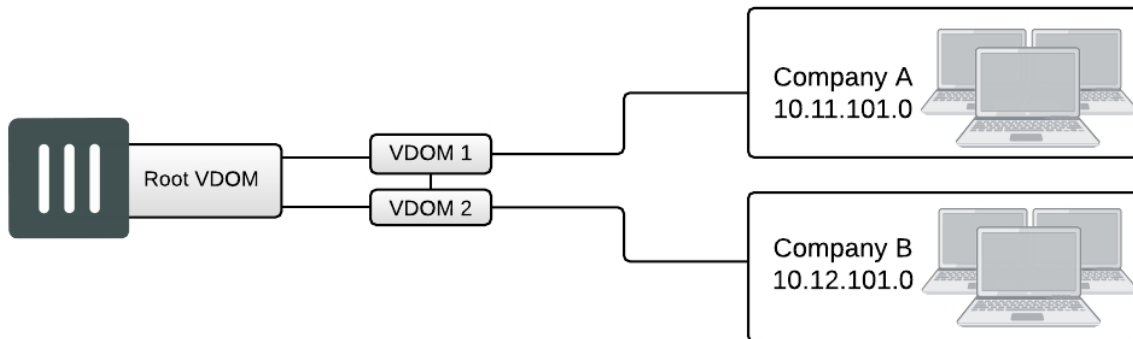 Root VDOM
VDOM 1
VDOM 2
Company A
10.11.101.0
Company B
10.12.101.0